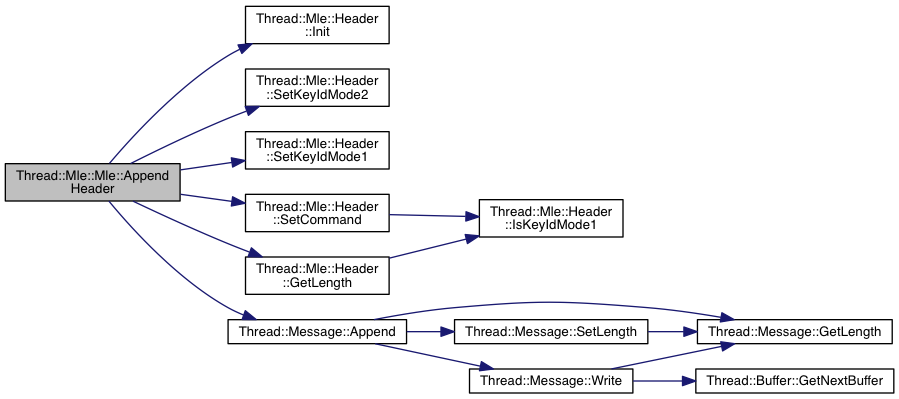 Thread::Mle::Header
::Init
Thread::Mle::Header
::SetKeyIdMode2
Thread::Mle::Header
::SetKeyIdMode1
Thread::Mle::Mle::Append
Header
Thread::Mle::Header
::SetCommand
Thread::Mle::Header
::IsKeyIdMode1
Thread::Mle::Header
::GetLength
Thread::Message::Append
Thread::Message::SetLength
Thread::Message::GetLength
Thread::Message::Write
Thread::Buffer::GetNextBuffer